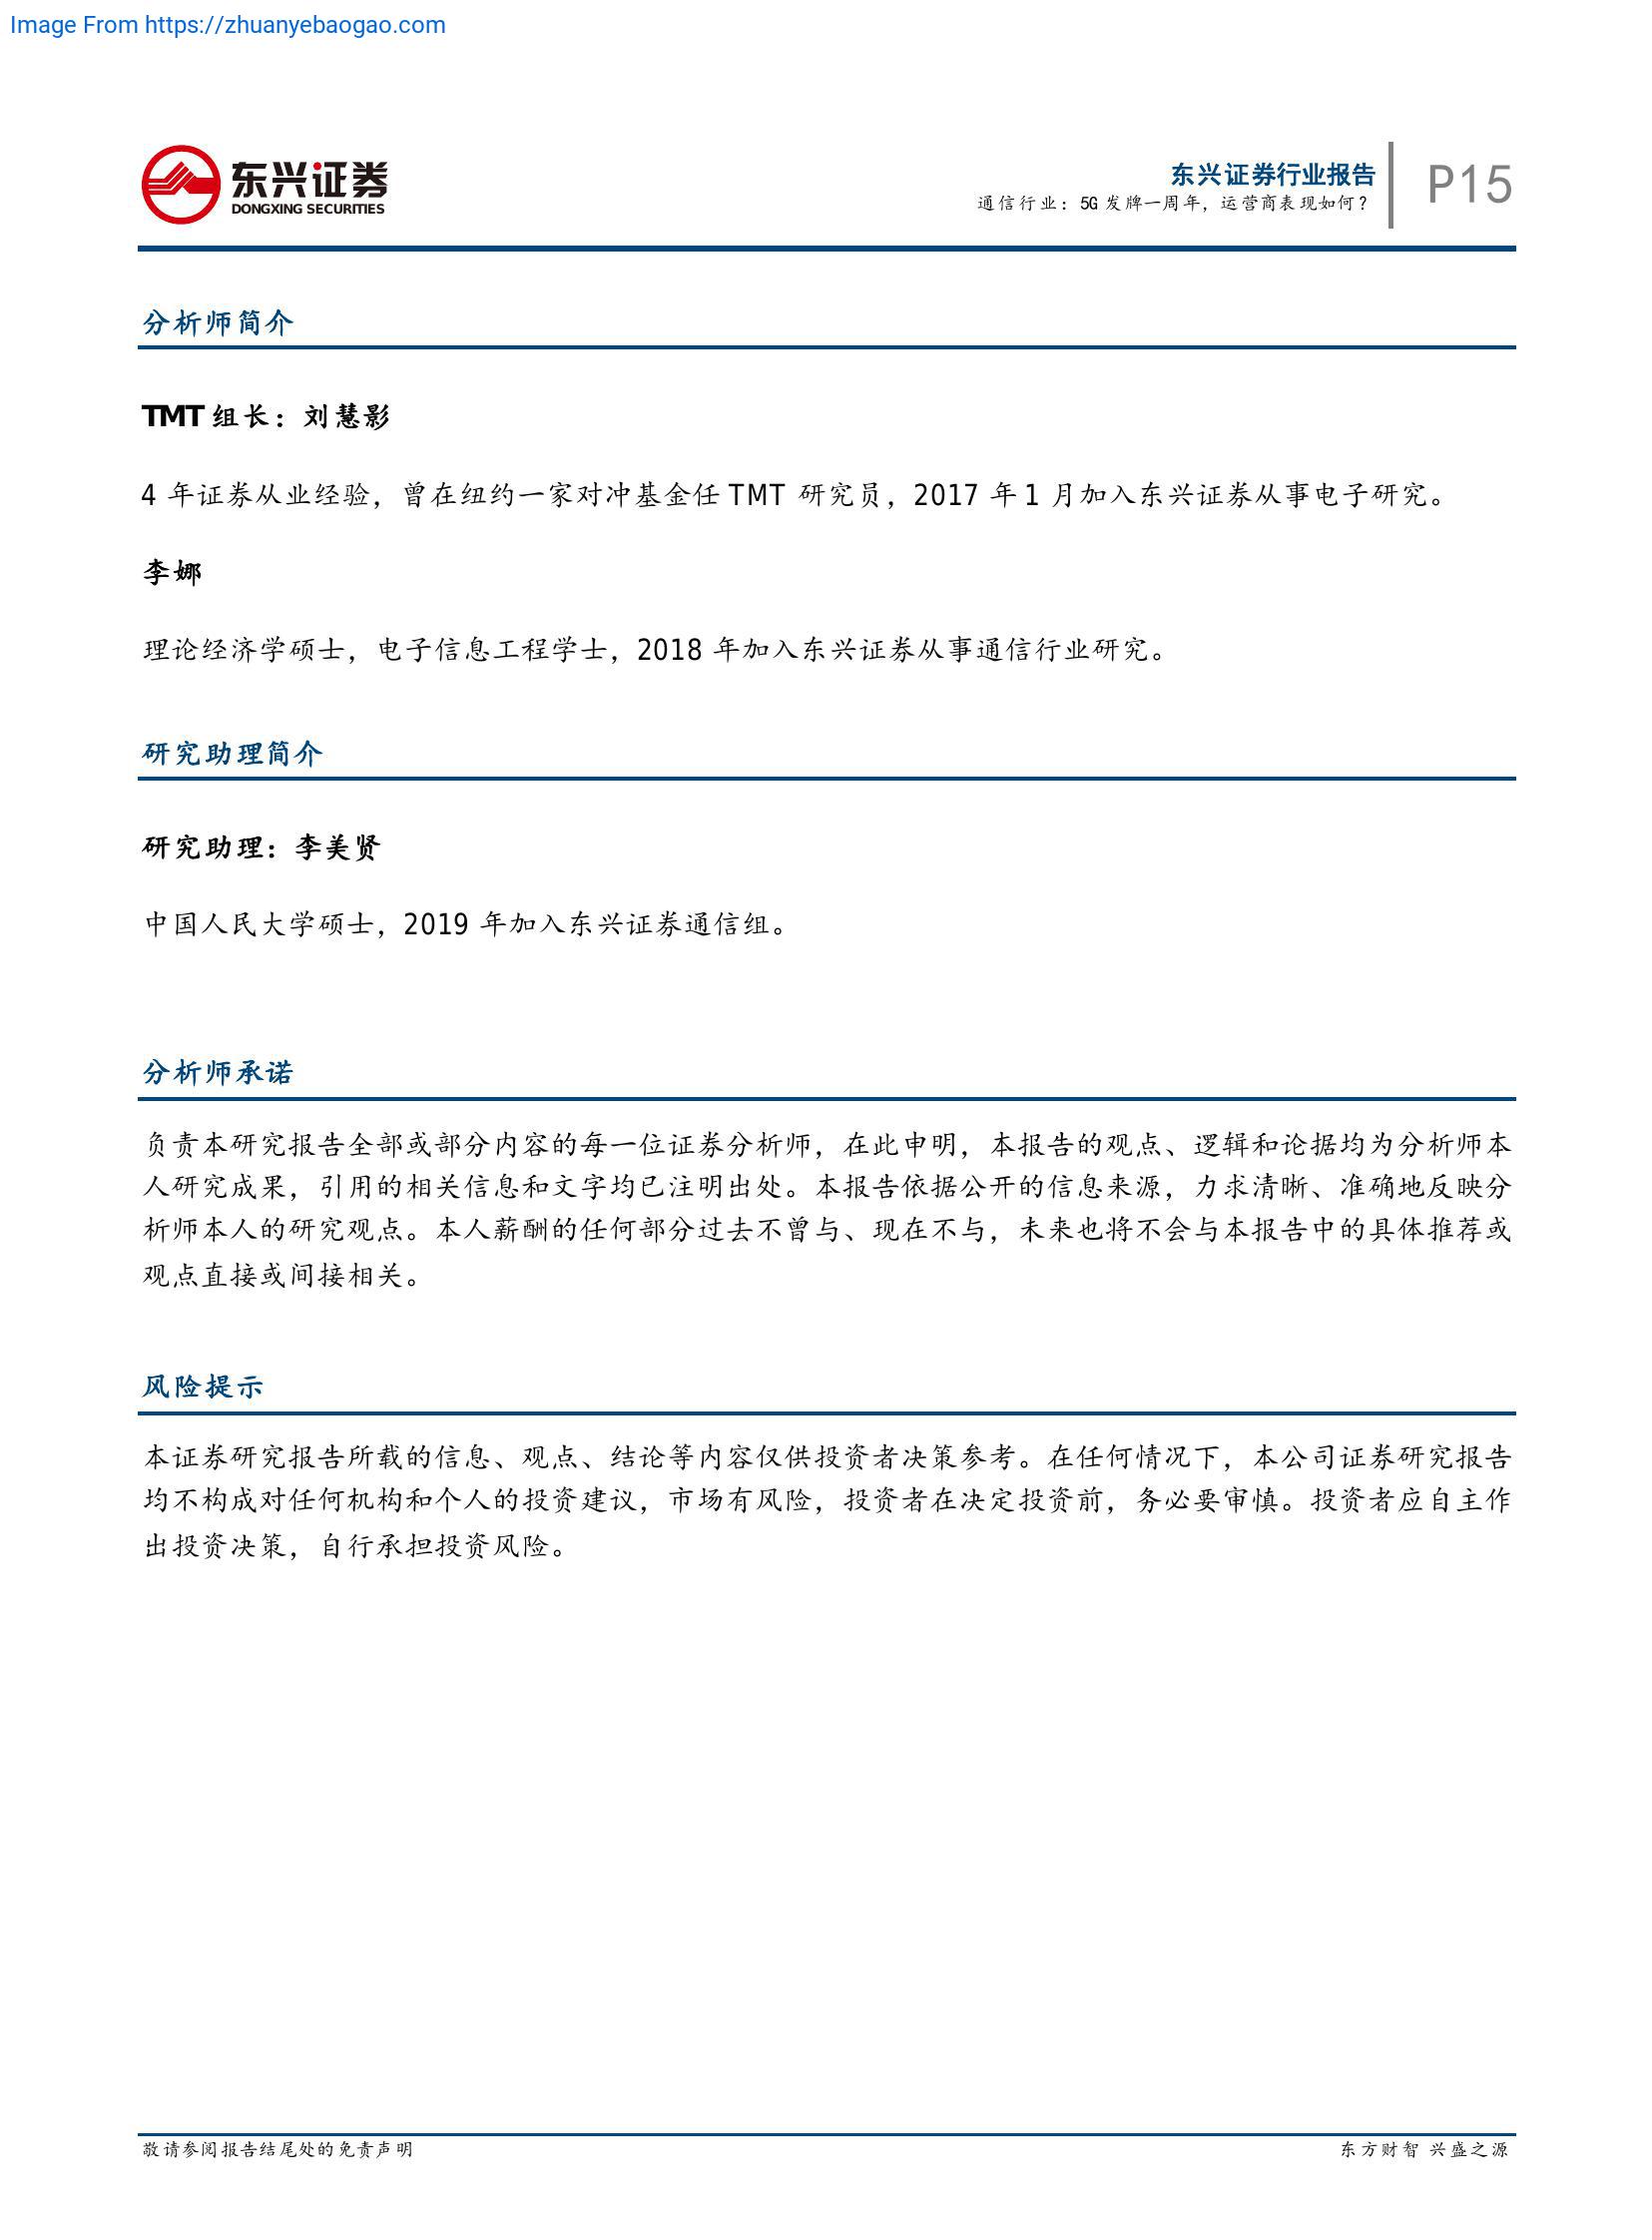 Image From https://zhuanyebaogao.com
东兴证券
DONGXING SECURITIES
东兴证券行业报告
通信行业：5G 发牌一周年，运营商表现如何？
P15
分析师简介
TMT 组长：刘慧影
4 年证券从业经验，曾在纽约一家对冲基金任 TMT 研究员，2017 年 1 月加入东兴证券从事电子研究。
李娜
理论经济学硕士，电子信息工程学士，2018 年加入东兴证券从事通信行业研究。
研究助理简介
研究助理：李美贤
中国人民大学硕士，2019 年加入东兴证券通信组。
分析师承诺
负责本研究报告全部或部分内容的每一位证券分析师，在此申明，本报告的观点、逻辑和论据均为分析师本
人研究成果，引用的相关信息和文字均已注明出处。本报告依据公开的信息来源，力求清晰、准确地反映分
析师本人的研究观点。本人薪酬的任何部分过去不曾与、现在不与，未来也将不会与本报告中的具体推荐或
观点直接或间接相关。
风险提示
本证券研究报告所载的信息、观点、结论等内容仅供投资者决策参考。在任何情况下，本公司证券研究报告
均不构成对任何机构和个人的投资建议，市场有风险，投资者在决定投资前，务必要审慎。投资者应自主作
出投资决策，自行承担投资风险。
敬请参阅报告结尾处的免责声明
东方财智 兴盛之源